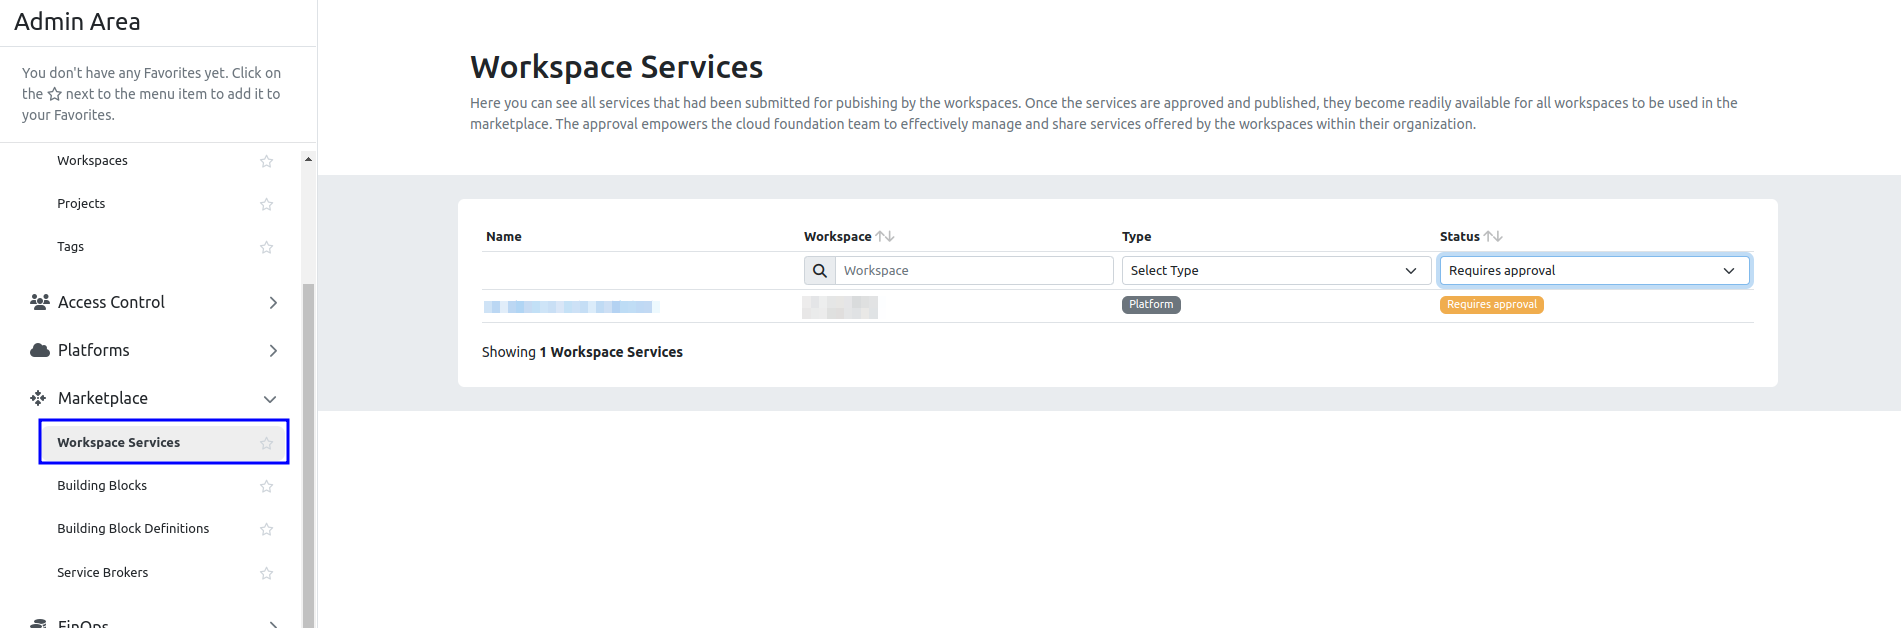 Admin Area
You don't have any Favorites yet. Click on
the ☆ next to the menu item to add it to
your Favorites.
Workspaces
Projects
Tags
Access Control
Platforms
Marketplace
Workspace Services
Building Blocks
Building Block Definitions
Service Brokers
FinOps
Workspace Services
Here you can see all services that had been submitted for pubishing by the workspaces. Once the services are approved and published, they become readily available for all workspaces to be used in the
marketplace. The approval empowers the cloud foundation team to effectively manage and share services offered by the workspaces within their organization.
Name Workspace Type Status
Workspace Select Type Requires approval
Platform Requires approval
Showing 1 Workspace Services